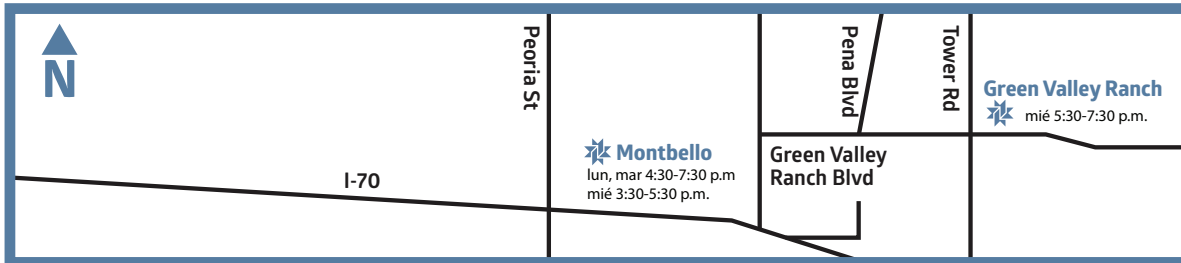 N
I-70
Peoria St
Montbello
lun, mar 4:30-7:30 p.m
mié 3:30-5:30 p.m.
Pena Blvd
Green Valley
Ranch Blvd
Tower Rd
Green Valley Ranch
mié 5:30-7:30 p.m.